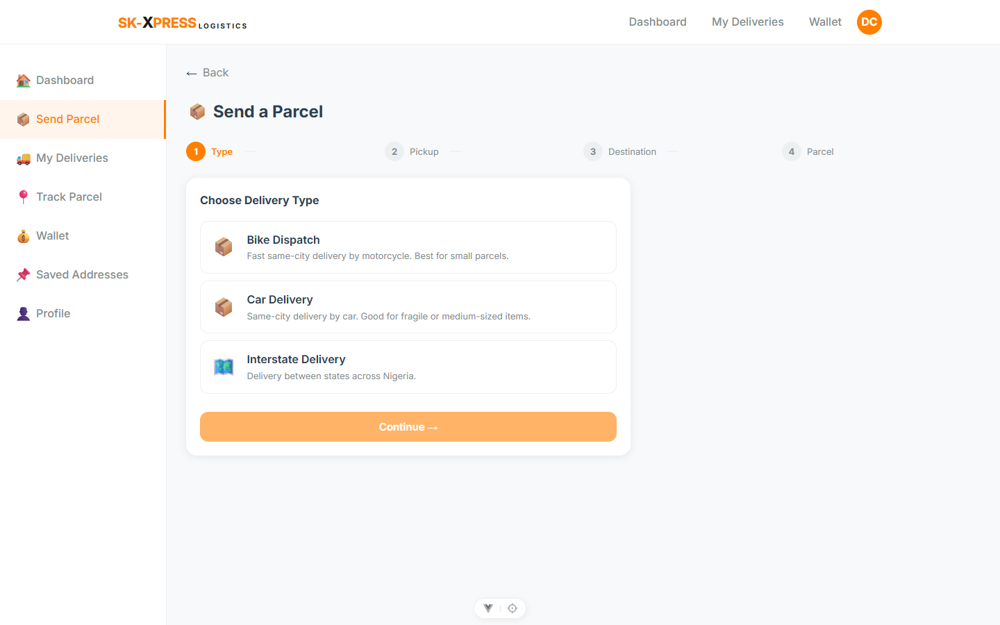 SK-XPRESS LOGISTICS
Dashboard
My Deliveries
Wallet
DC
Dashboard
Send Parcel
My Deliveries
Track Parcel
Wallet
Saved Addresses
Profile
← Back
Send a Parcel
1 Type
2 Pickup
3 Destination
4 Parcel
Choose Delivery Type
Bike Dispatch
Fast same-city delivery by motorcycle. Best for small parcels.
Car Delivery
Same-city delivery by car. Good for fragile or medium-sized items.
Interstate Delivery
Delivery between states across Nigeria.
Continue →